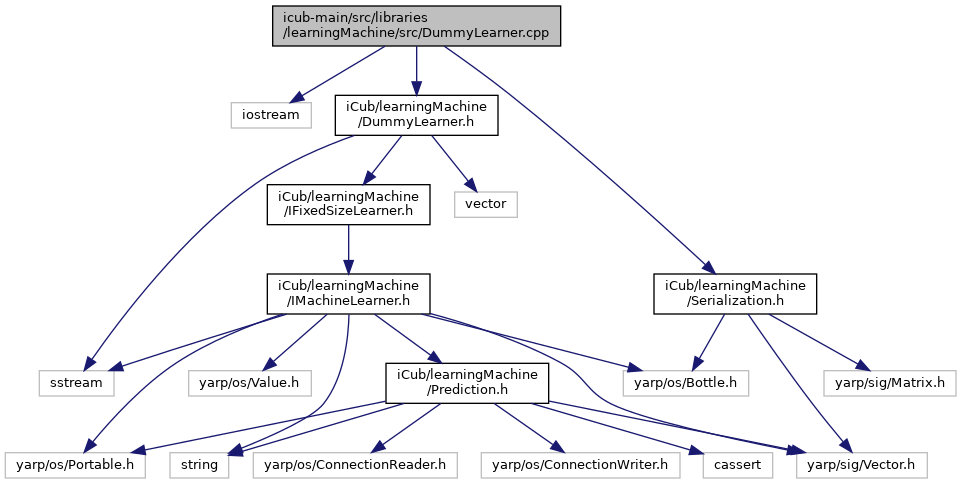 icub-main/src/libraries
/learningMachine/src/DummyLearner.cpp
iostream
iCub/learningMachine
/DummyLearner.h
iCub/learningMachine
/IFixedSizeLearner.h
vector
iCub/learningMachine
/IMachineLearner.h
iCub/learningMachine
/Serialization.h
sstream
yarp/os/Value.h
iCub/learningMachine
/Prediction.h
yarp/os/Bottle.h
yarp/sig/Matrix.h
yarp/os/Portable.h
string
yarp/os/ConnectionReader.h
yarp/os/ConnectionWriter.h
cassert
yarp/sig/Vector.h